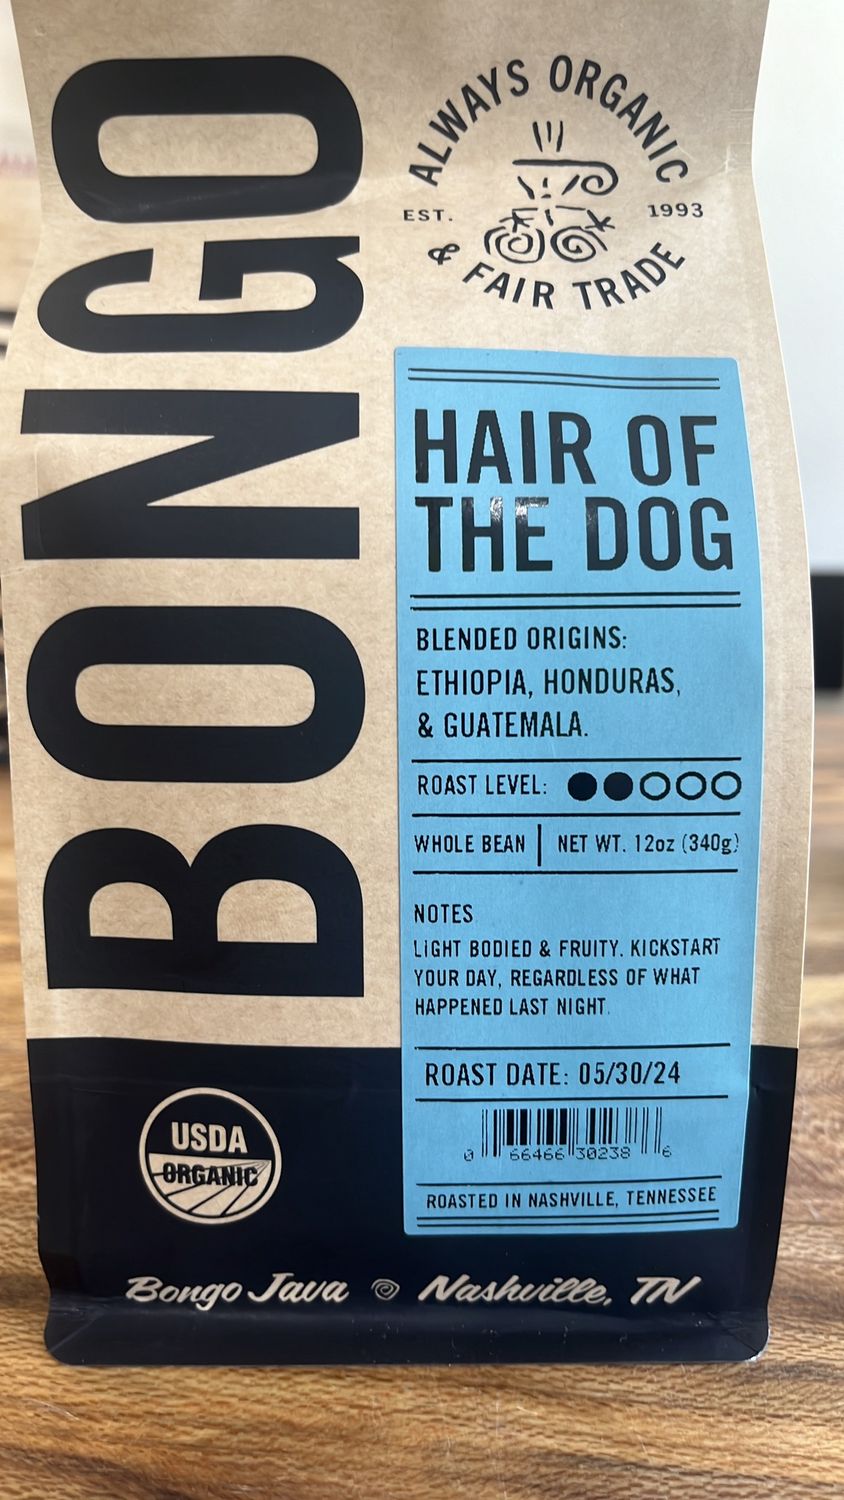 BONGO
ALWAYS ORGANIC
EST. 1993
& FAIR TRADE
HAIR OF
THE DOG
BLENDED ORIGINS:
ETHIOPIA, HONDURAS,
& GUATEMALA.
ROAST LEVEL:
WHOLE BEAN | NET WT. 12oz (340g)
NOTES
LIGHT BODIED & FRUITY. KICKSTART
YOUR DAY, REGARDLESS OF WHAT
HAPPENED LAST NIGHT.
ROAST DATE: 05/30/24
0 66466 30238 6
ROASTED IN NASHVILLE, TENNESSEE
USDA
ORGANIC
Bongo Java Nashville, TN